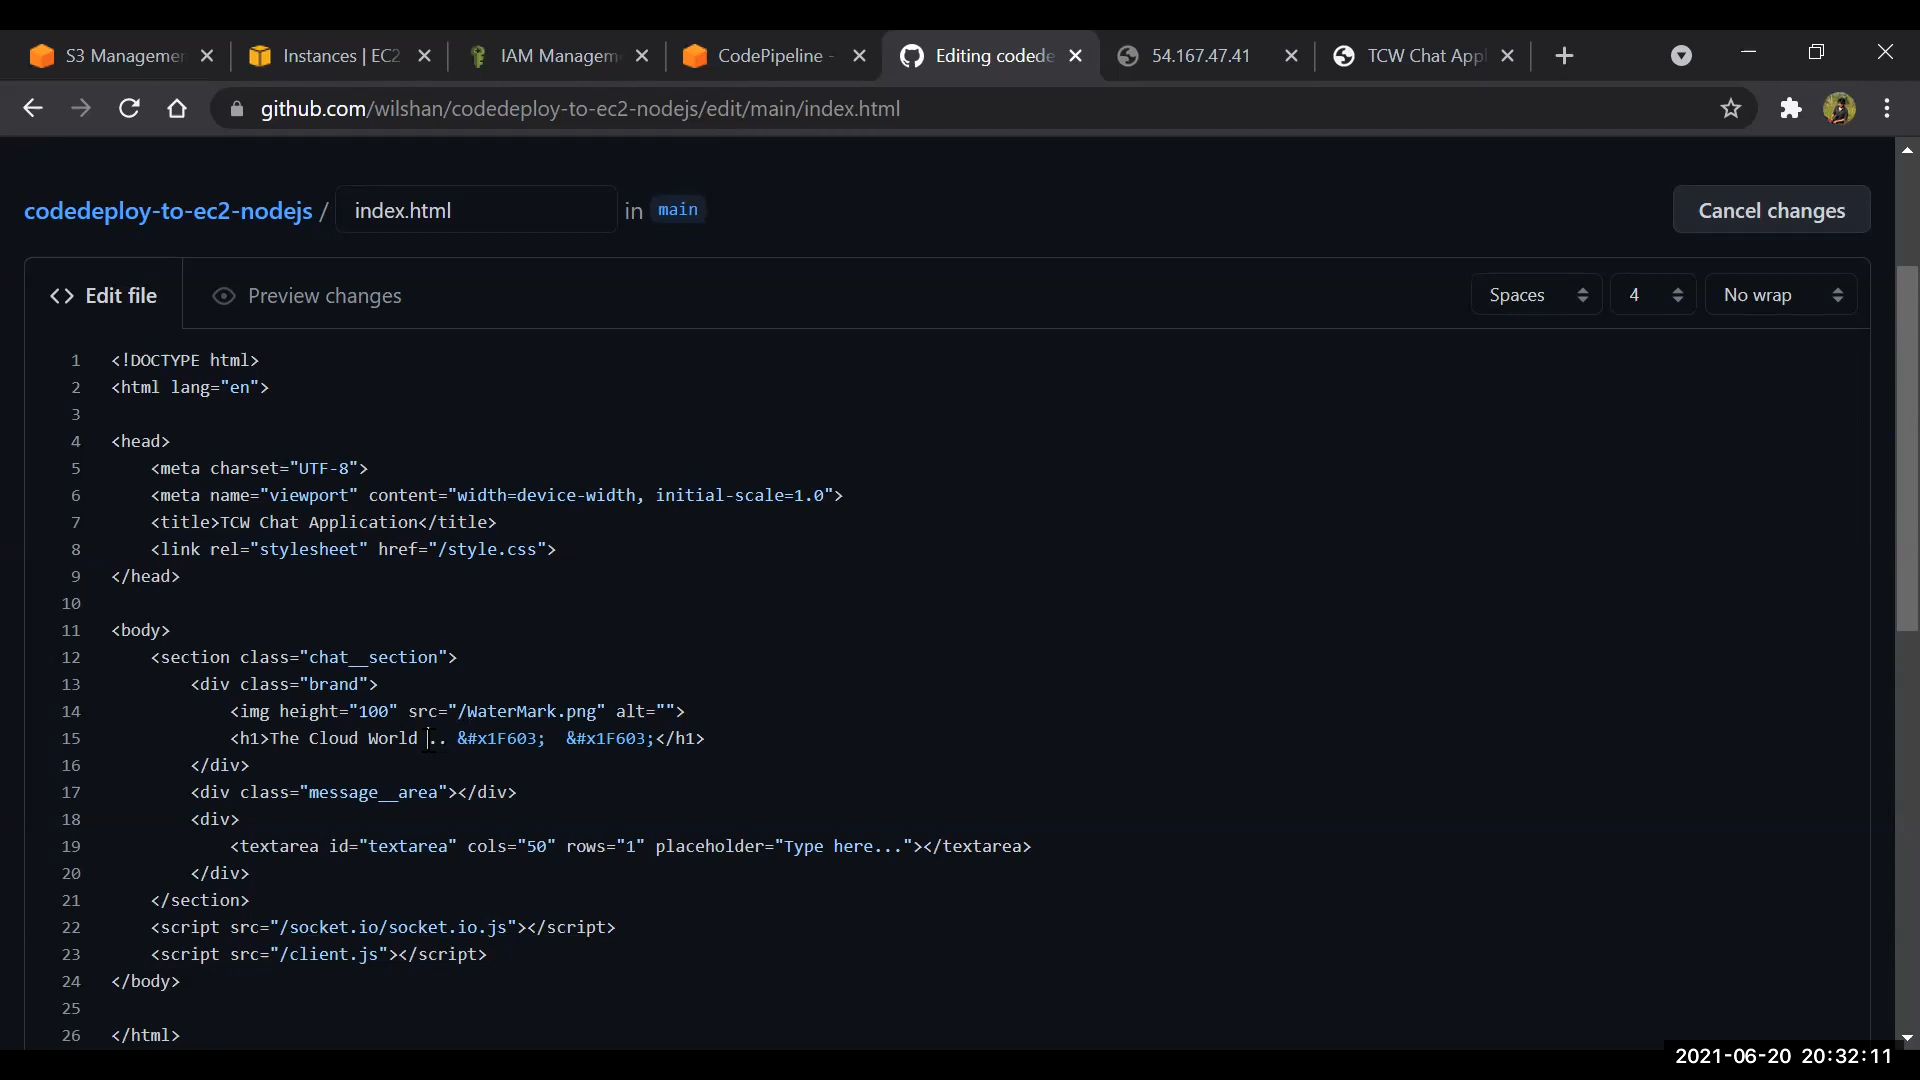 S3 Managemen
Instances | EC2
IAM Managem
CodePipeline -
Editing codede
54.167.47.41
TCW Chat Appl
github.com/wilshan/codedeploy-to-ec2-nodejs/edit/main/index.html
codedeploy-to-ec2-nodejs / index.html in main
Cancel changes
<> Edit file
Preview changes
Spaces
4
No wrap
1 <!DOCTYPE html>
2 <html lang="en">
3
4 <head>
5     <meta charset="UTF-8">
6     <meta name="viewport" content="width=device-width, initial-scale=1.0">
7     <title>TCW Chat Application</title>
8     <link rel="stylesheet" href="/style.css">
9 </head>
10
11 <body>
12     <section class="chat__section">
13         <div class="brand">
14             <img height="100" src="/WaterMark.png" alt="">
15             <h1>The Cloud World .. &#x1F603;  &#x1F603;</h1>
16         </div>
17         <div class="message__area"></div>
18         <div>
19             <textarea id="textarea" cols="50" rows="1" placeholder="Type here..."></textarea>
20         </div>
21     </section>
22     <script src="/socket.io/socket.io.js"></script>
23     <script src="/client.js"></script>
24 </body>
25
26 </html>
2021-06-20 20:32:11